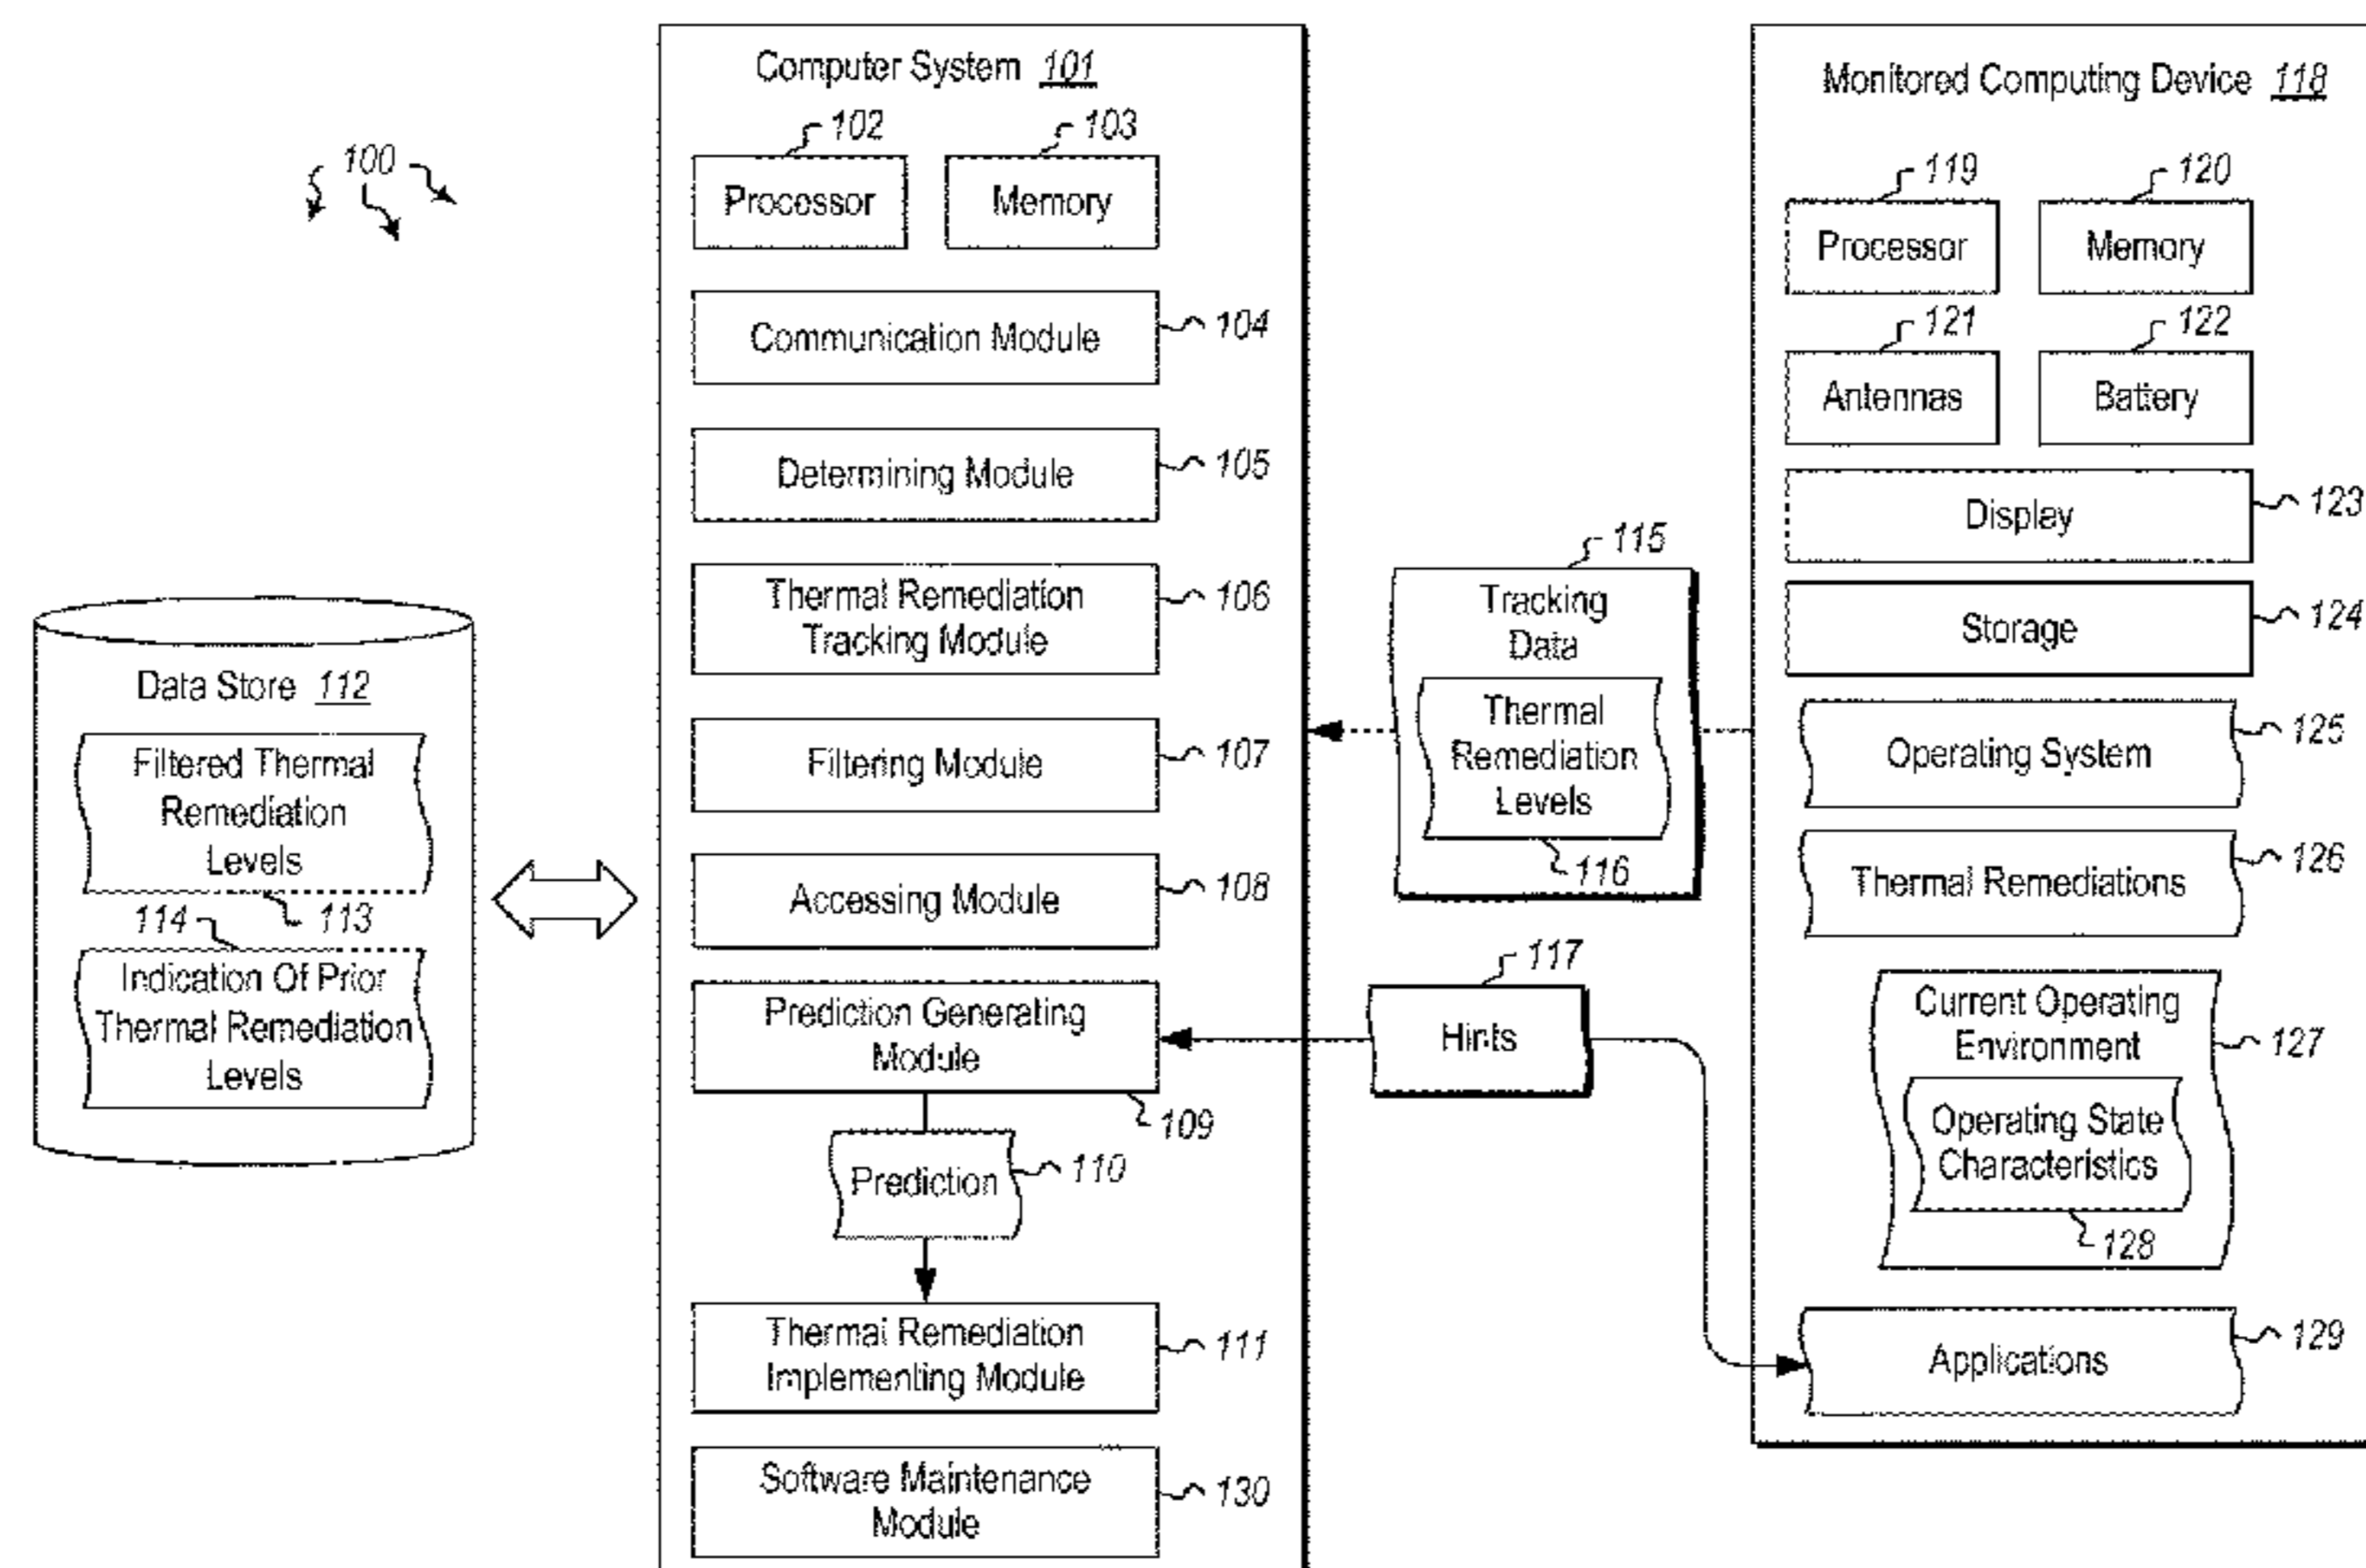 100
Computer System 101
102
103
Processor
Memory
Communication Module
104
Determining Module
105
Thermal Remediation
Tracking Module
106
Filtering Module
107
Accessing Module
108
Prediction Generating
Module
109
Prediction
110
Thermal Remediation
Implementing Module
111
Software Maintenance
Module
130
Data Store 112
Filtered Thermal
Remediation
Levels
113
114
Indication Of Prior
Thermal Remediation
Levels
115
Tracking
Data
Thermal
Remediation
Levels
116
117
Hints
Monitored Computing Device 118
119
120
Processor
Memory
121
122
Antennas
Battery
Display
123
Storage
124
Operating System
125
Thermal Remediations
126
Current Operating
Environment
127
Operating State
Characteristics
128
Applications
129